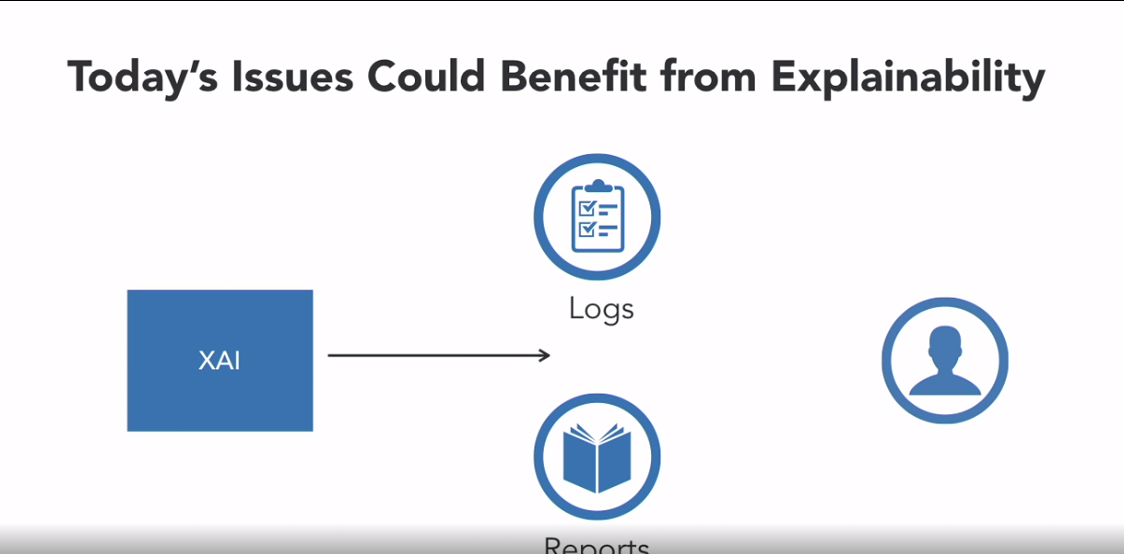 Today's Issues Could Benefit from Explainability
Logs
XAI
Reports